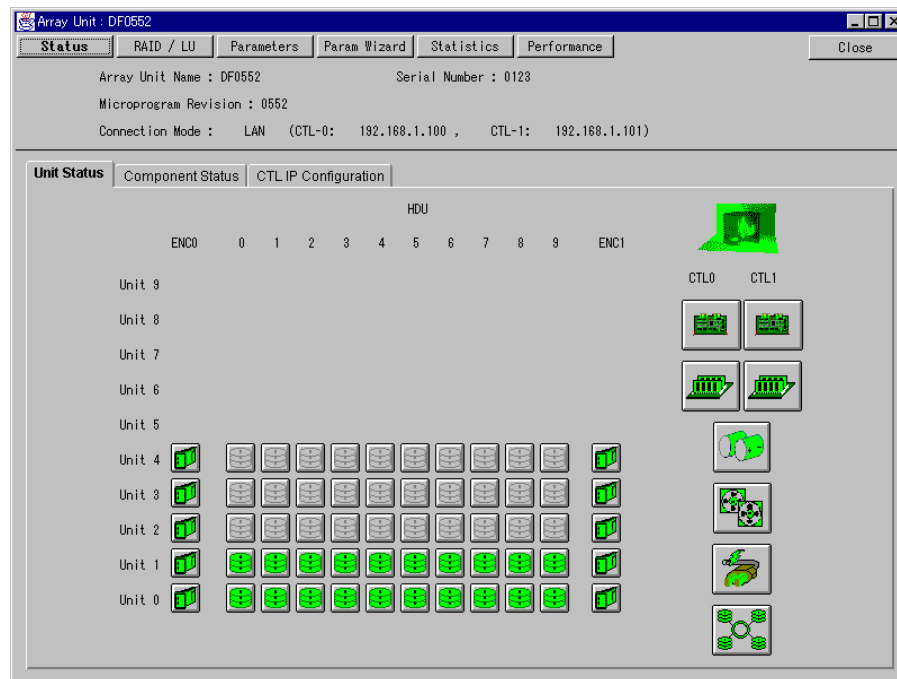 Array Unit : DF0552
Status RAID / LU Parameters Param Wizard Statistics Performance Close
Array Unit Name : DF0552 Serial Number : 0123
Microprogram Revision : 0552
Connection Mode : LAN (CTL-0: 192.168.1.100 , CTL-1: 192.168.1.101)
Unit Status Component Status CTL IP Configuration
HDU
ENC0 0 1 2 3 4 5 6 7 8 9 ENC1
CTL0 CTL1
Unit 9
Unit 8
Unit 7
Unit 6
Unit 5
Unit 4
Unit 3
Unit 2
Unit 1
Unit 0